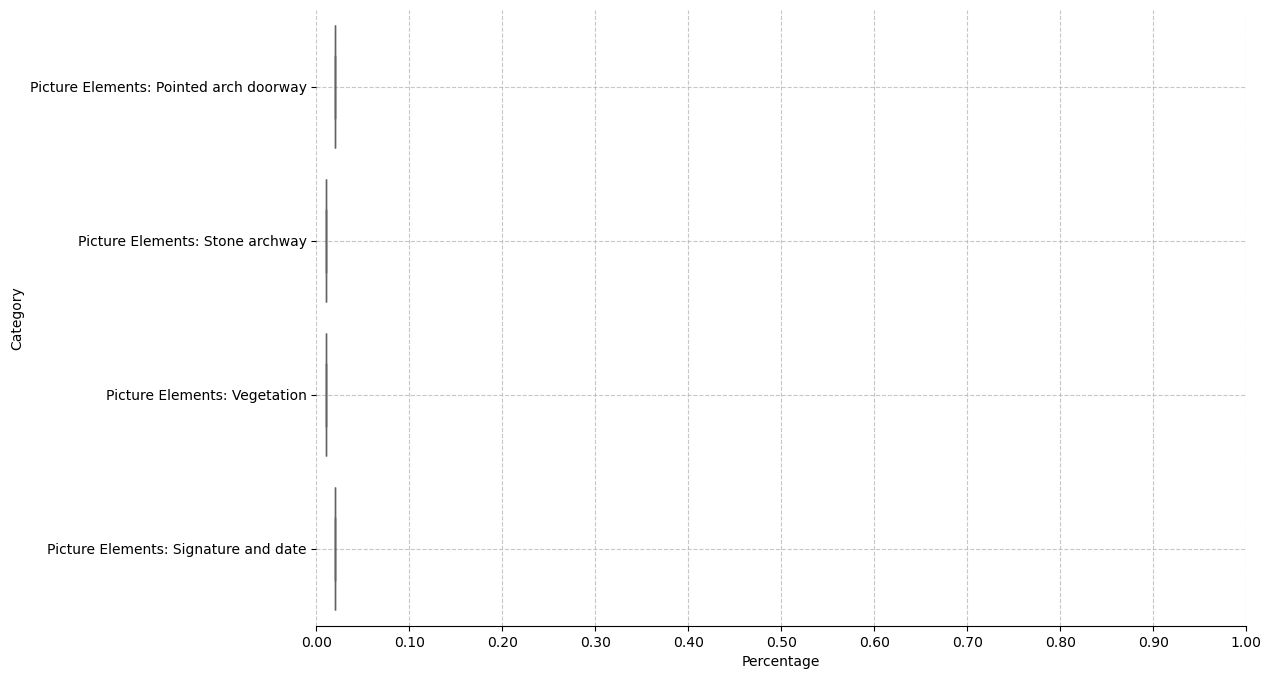 Picture Elements: Pointed arch doorway
Picture Elements: Stone archway
Picture Elements: Vegetation
Picture Elements: Signature and date
Category
0.00 0.10 0.20 0.30 0.40 0.50 0.60 0.70 0.80 0.90 1.00
Percentage